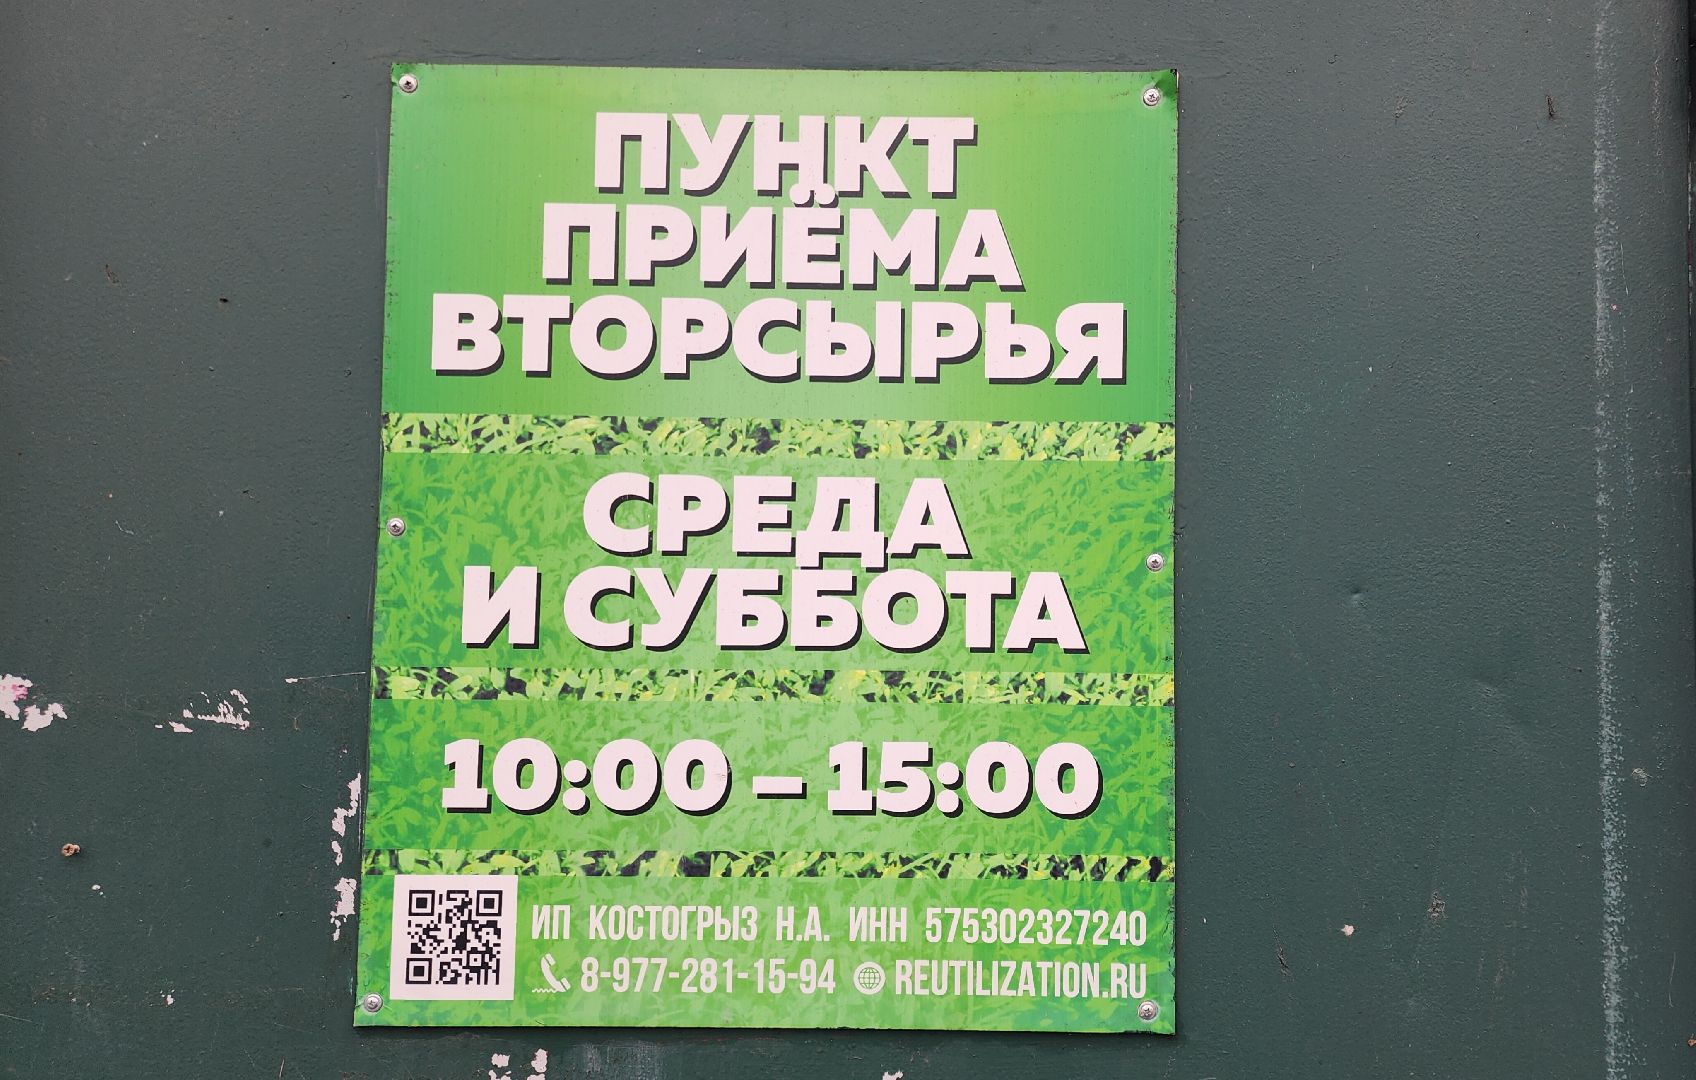 ПУНКТ
ПРИЁМА
ВТОРСЫРЬЯ
СРЕДА
И СУББОТА
10:00 – 15:00
ИП КОСТОГРЫЗ Н.А. ИНН 575302327240
8-977-281-15-94 REUTILIZATION.RU